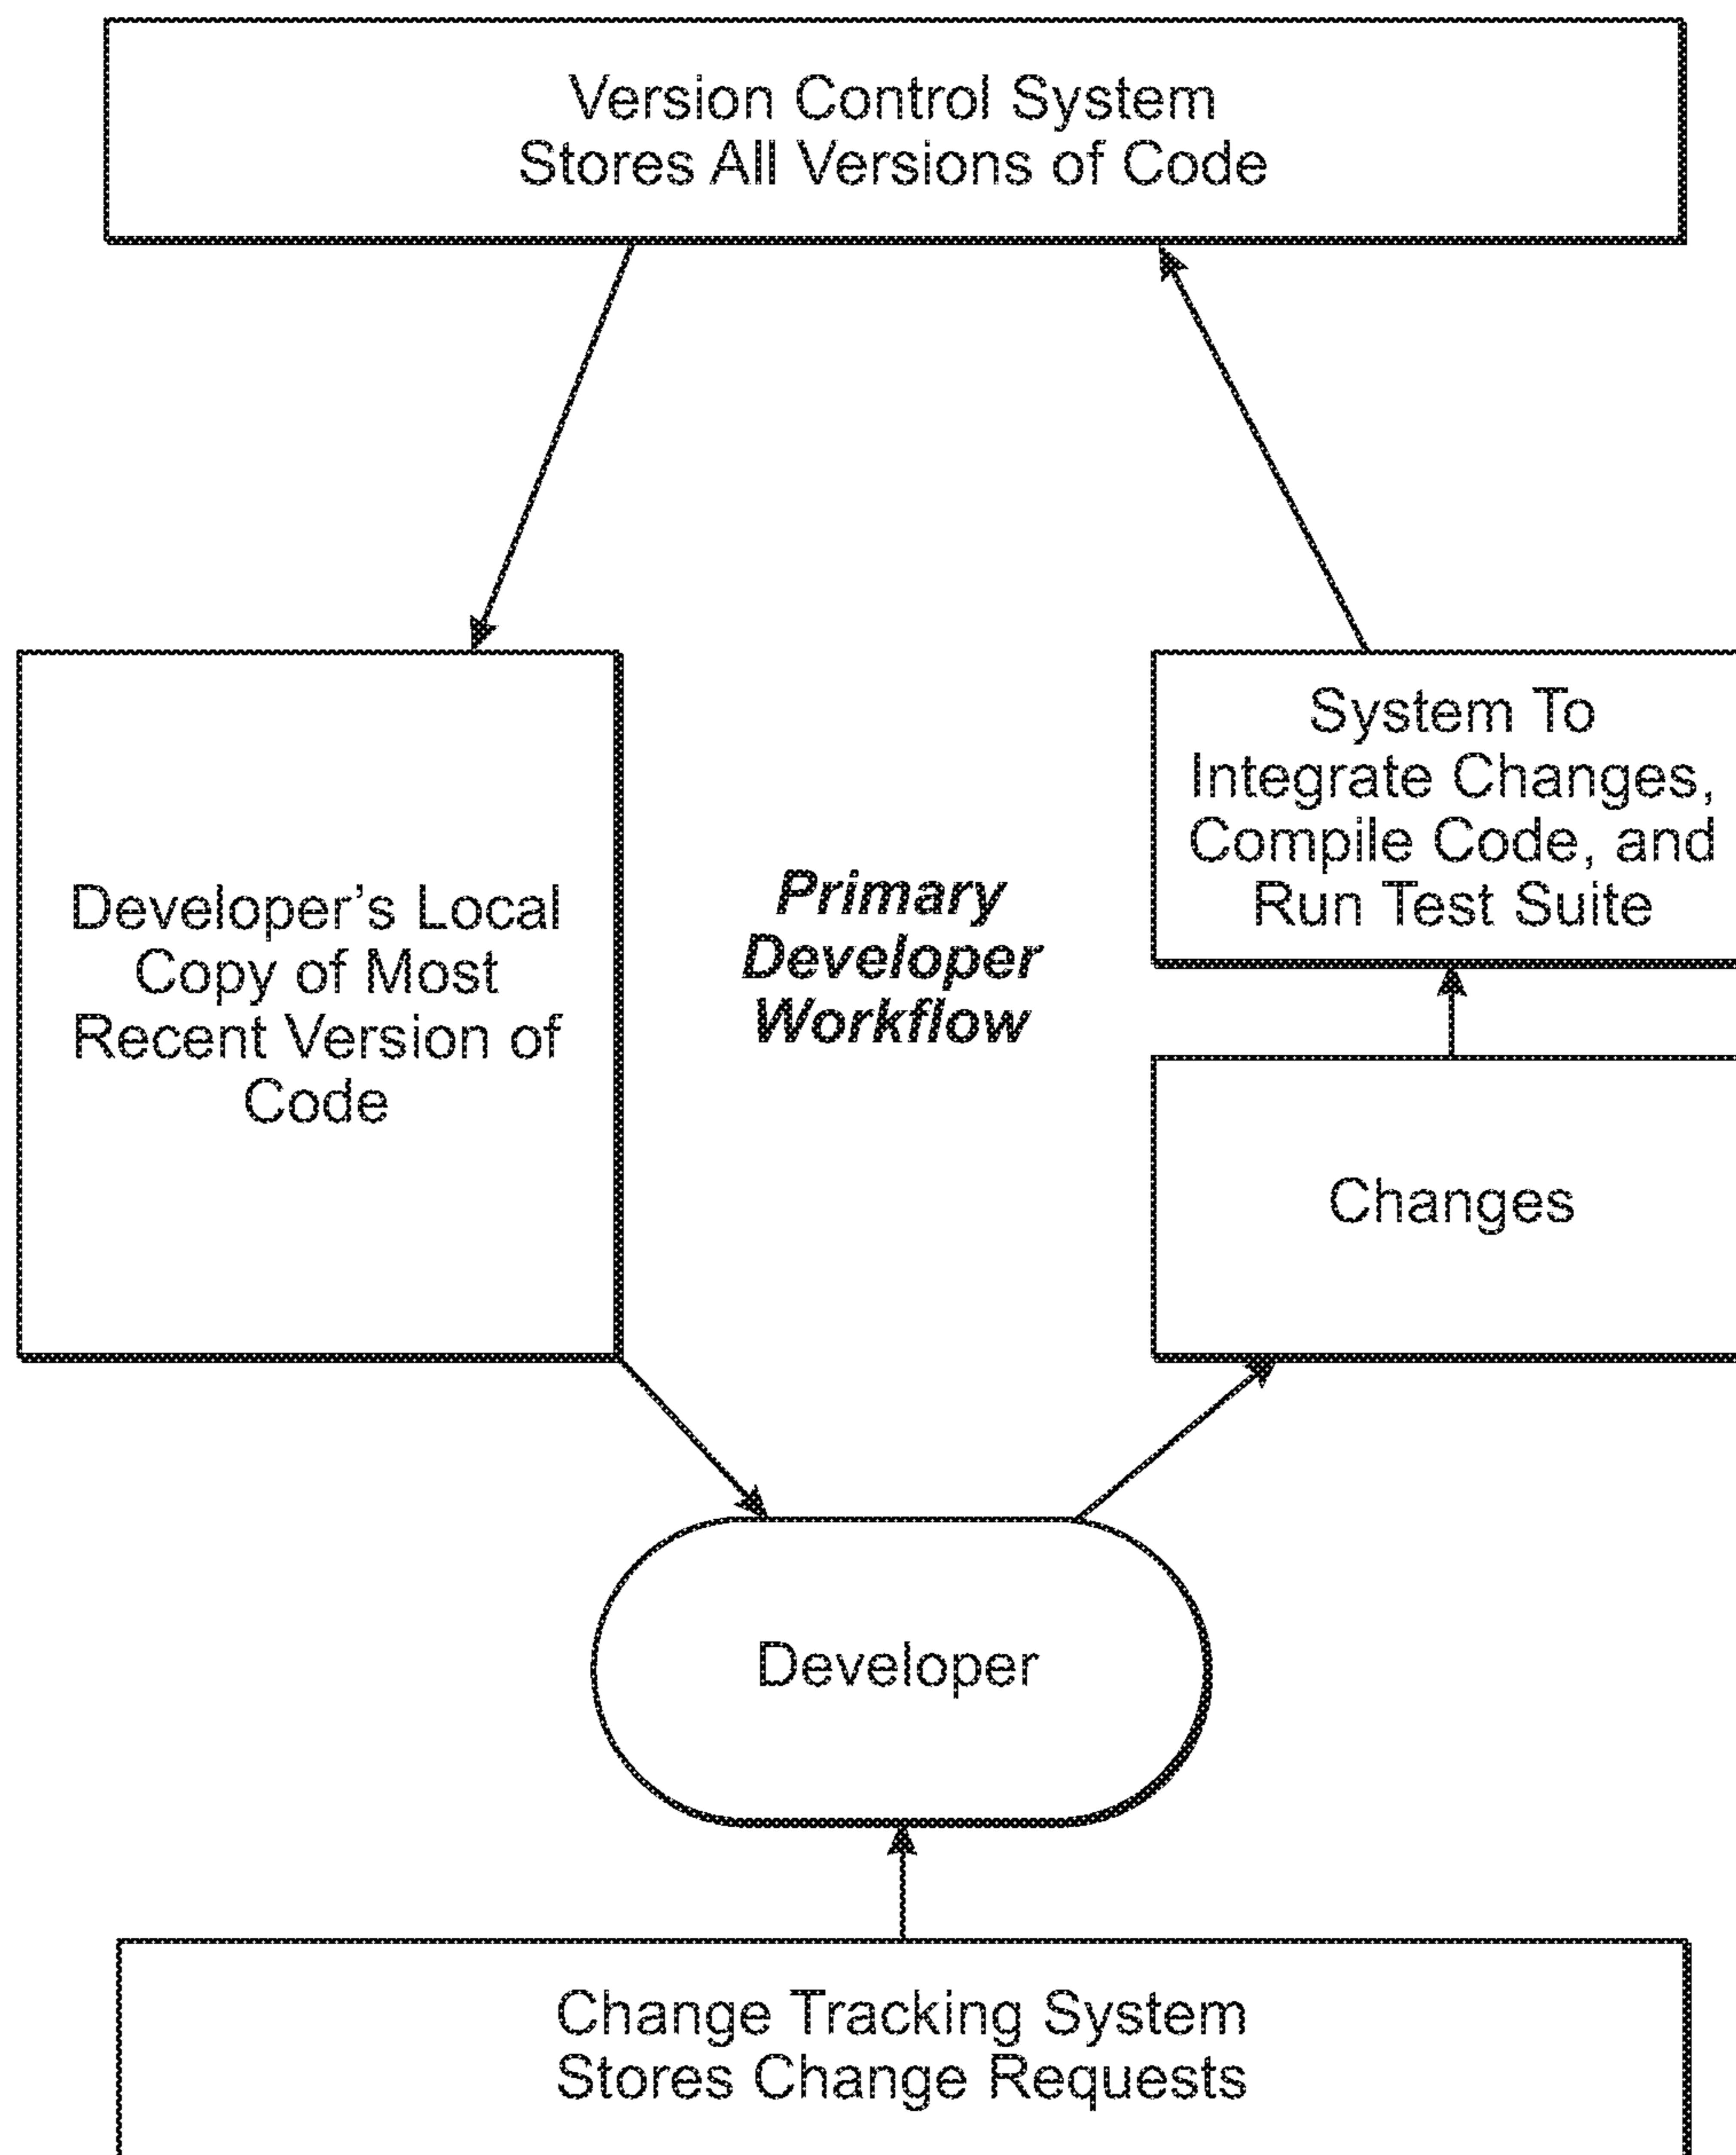 Version Control System
Stores All Versions of Code
Developer’s Local
Copy of Most
Recent Version of
Code
Primary
Developer
Workflow
System To
Integrate Changes,
Compile Code, and
Run Test Suite
Changes
Developer
Change Tracking System
Stores Change Requests